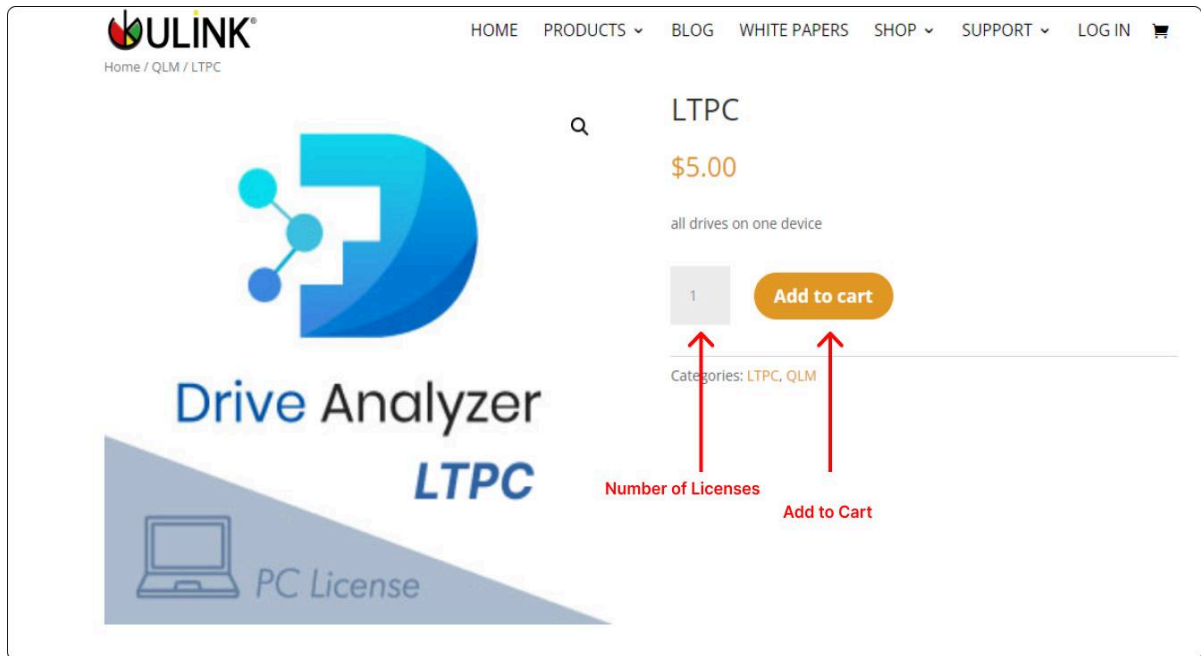 ULINK®
HOME PRODUCTS BLOG WHITE PAPERS SHOP SUPPORT LOG IN
Home / QLM / LTPC
LTPC
$5.00
all drives on one device
1 Add to cart
Categories: LTPC, QLM
Drive Analyzer
LTPC
PC License
Number of Licenses
Add to Cart